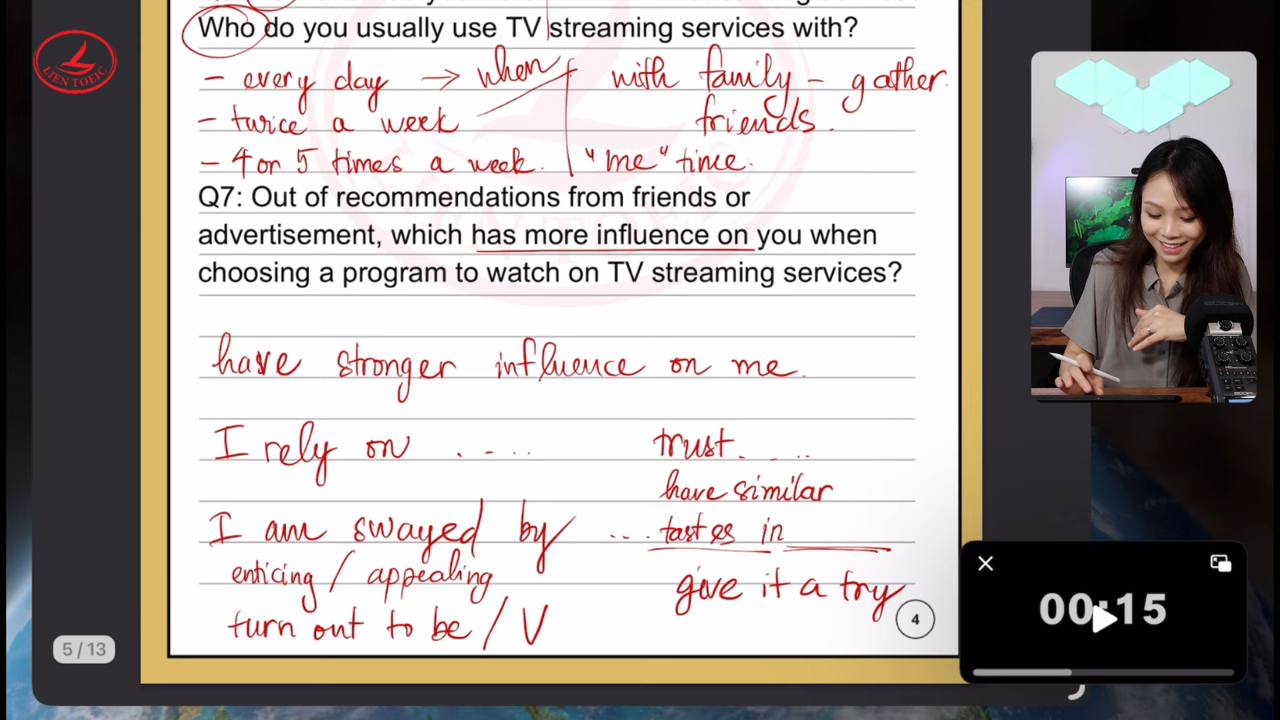 Who do you usually use TV streaming services with?
LIEN TOEIC
- every day → when with family - gather
- twice a week friends.
- 4 or 5 times a week. "me" time.
Q7: Out of recommendations from friends or
advertisement, which has more influence on you when
choosing a program to watch on TV streaming services?
have stronger influence on me.
I rely on ..... trust.....
have similar
I am swayed by .... tastes in
enticing / appealing
give it a try
turn out to be / V
4
00:15
5 / 13